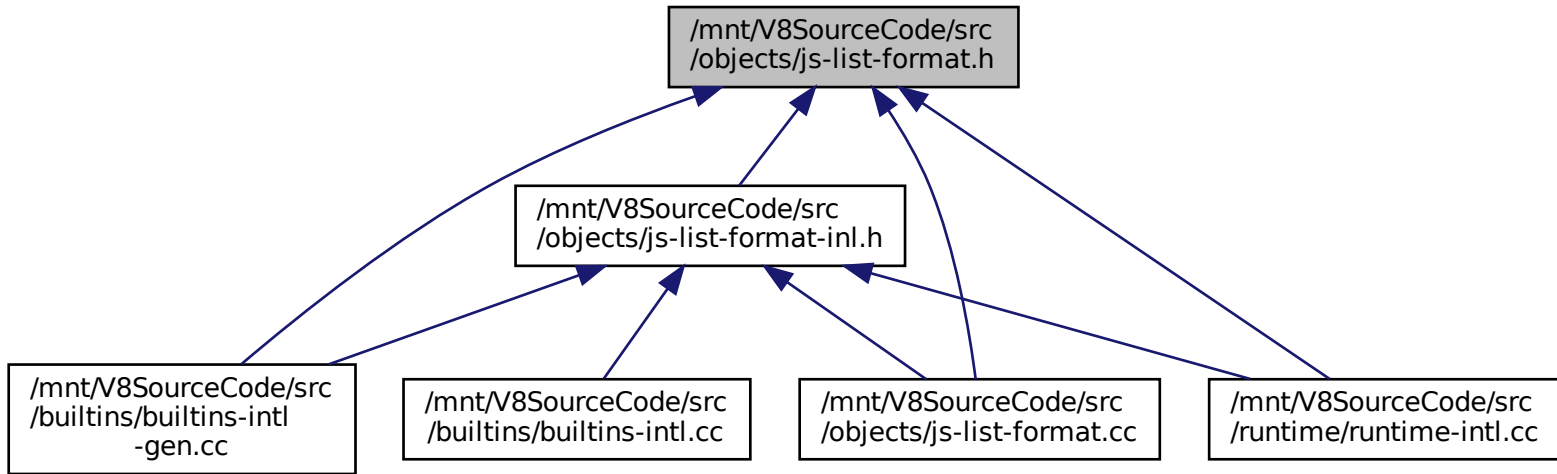 /mnt/V8SourceCode/src
/objects/js-list-format.h
/mnt/V8SourceCode/src
/objects/js-list-format-inl.h
/mnt/V8SourceCode/src
/builtins/builtins-intl
-gen.cc
/mnt/V8SourceCode/src
/builtins/builtins-intl.cc
/mnt/V8SourceCode/src
/objects/js-list-format.cc
/mnt/V8SourceCode/src
/runtime/runtime-intl.cc